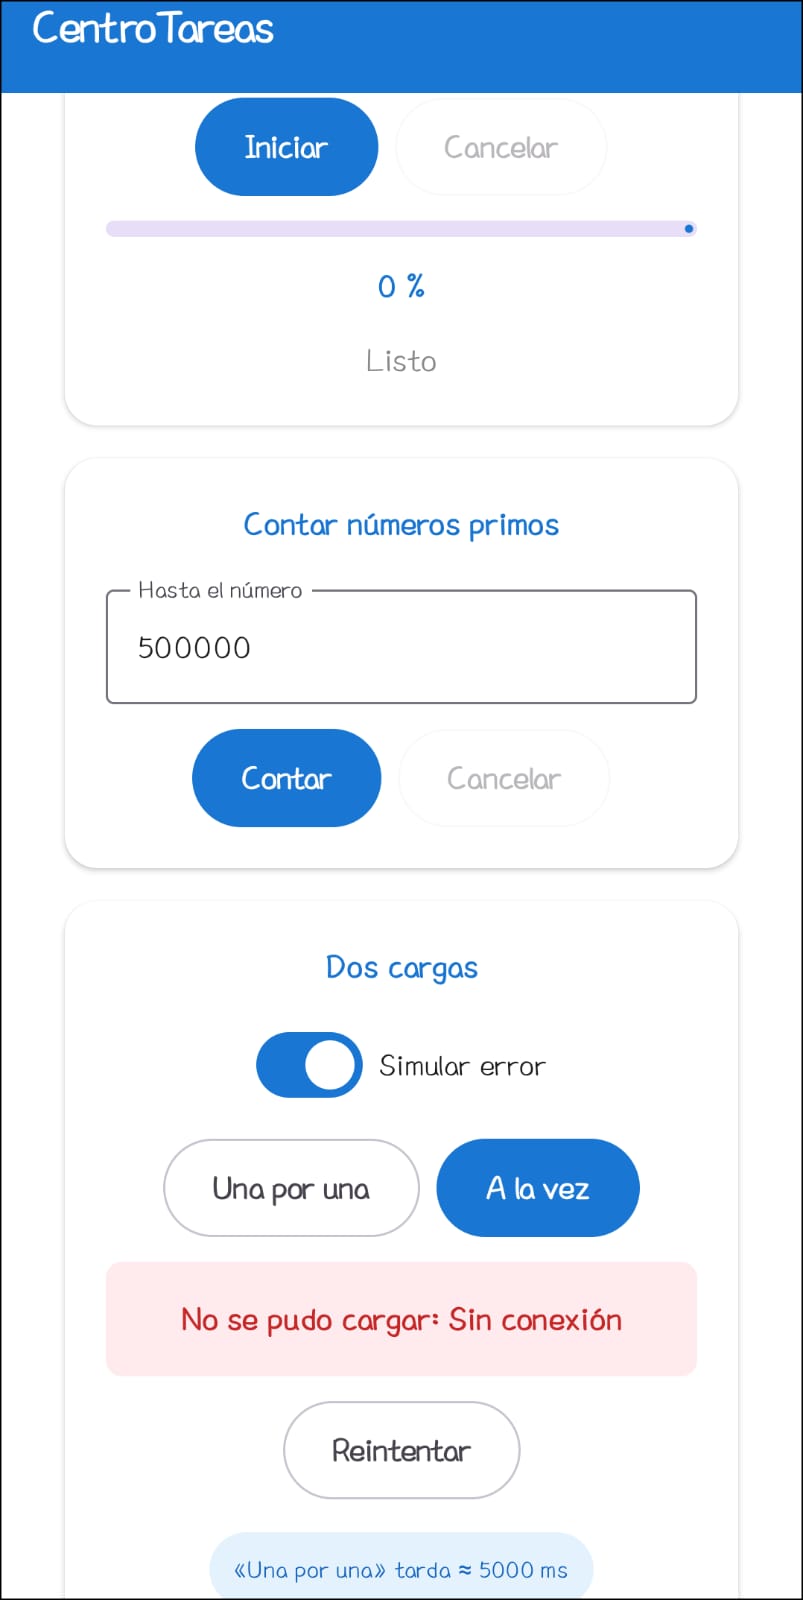 CentroTareas
Iniciar
Cancelar
0 %
Listo
Contar números primos
Hasta el número
500000
Contar
Cancelar
Dos cargas
Simular error
Una por una
A la vez
No se pudo cargar: Sin conexión
Reintentar
«Una por una» tarda ≈ 5000 ms